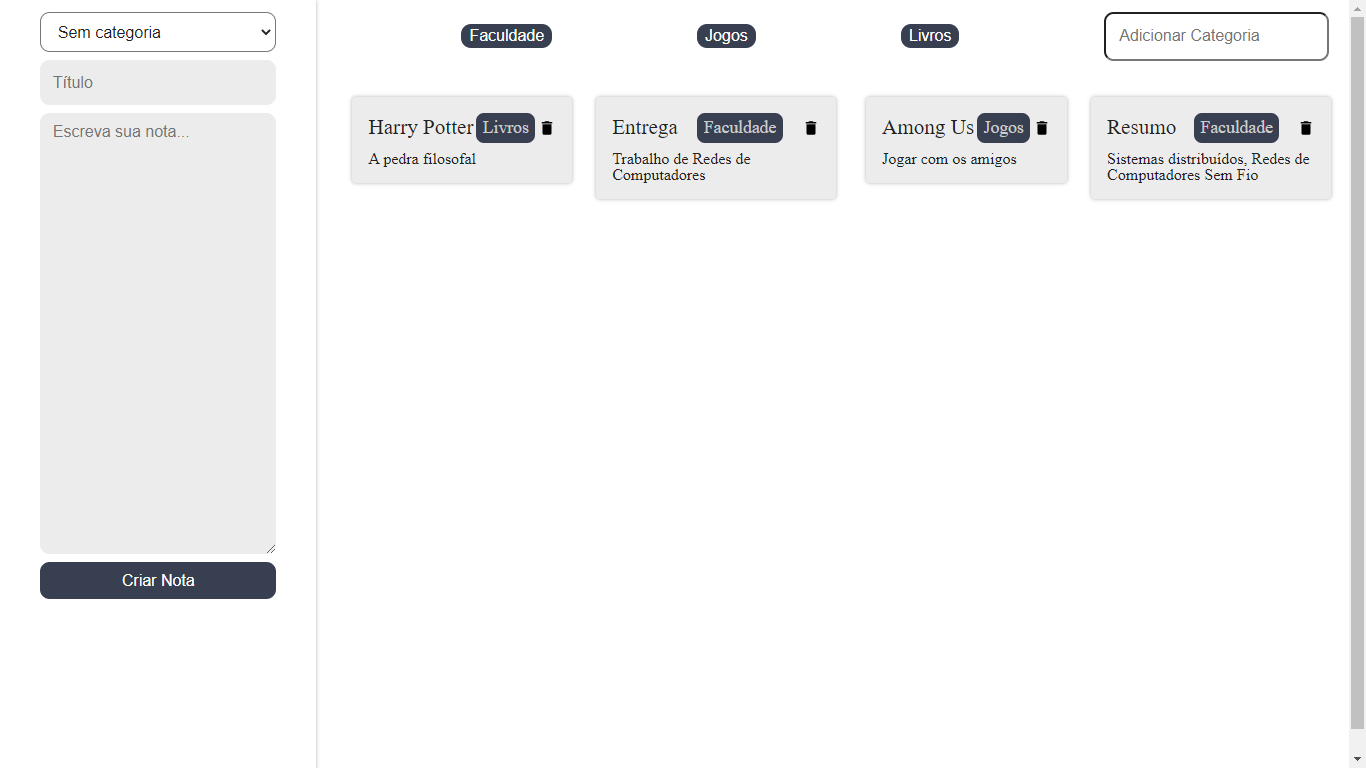 Sem categoria
Título
Escreva sua nota...
Criar Nota
Faculdade
Jogos
Livros
Adicionar Categoria
Harry Potter Livros
A pedra filosofal
Entrega Faculdade
Trabalho de Redes de
Computadores
Among Us Jogos
Jogar com os amigos
Resumo Faculdade
Sistemas distribuídos, Redes de
Computadores Sem Fio